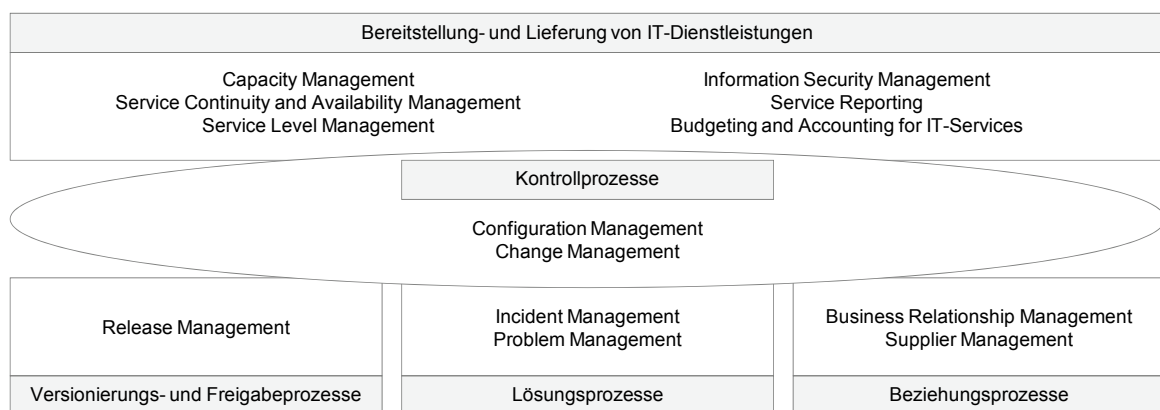 Bereitstellung- und Lieferung von IT-Dienstleistungen
Capacity Management
Service Continuity and Availability Management
Service Level Management
Information Security Management
Service Reporting
Budgeting and Accounting for IT-Services
Kontrollprozesse
Configuration Management
Change Management
Release Management
Versionierungs- und Freigabeprozesse
Incident Management
Problem Management
Lösungsprozesse
Business Relationship Management
Supplier Management
Beziehungsprozesse